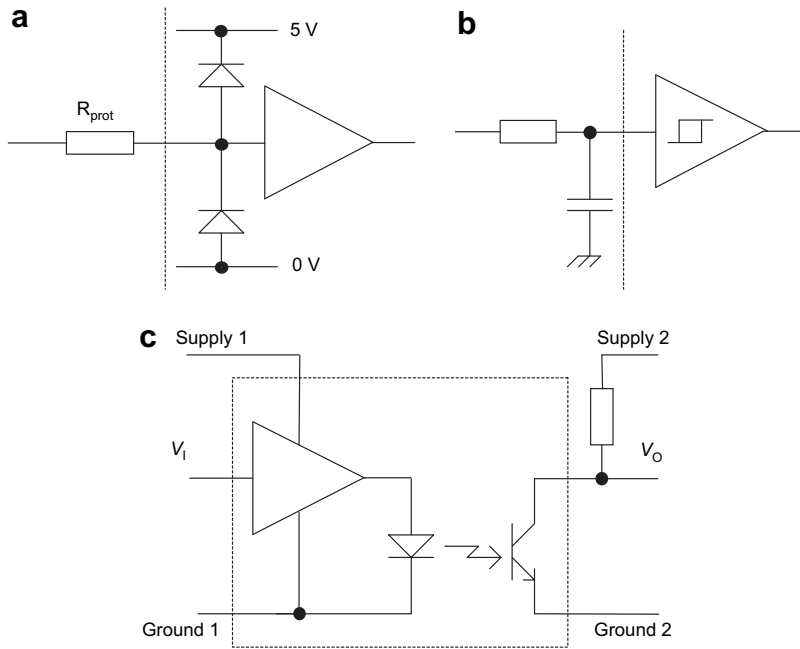 a
5 V
R_prot
0 V
b
c
Supply 1
Supply 2
V_I
V_O
Ground 1
Ground 2